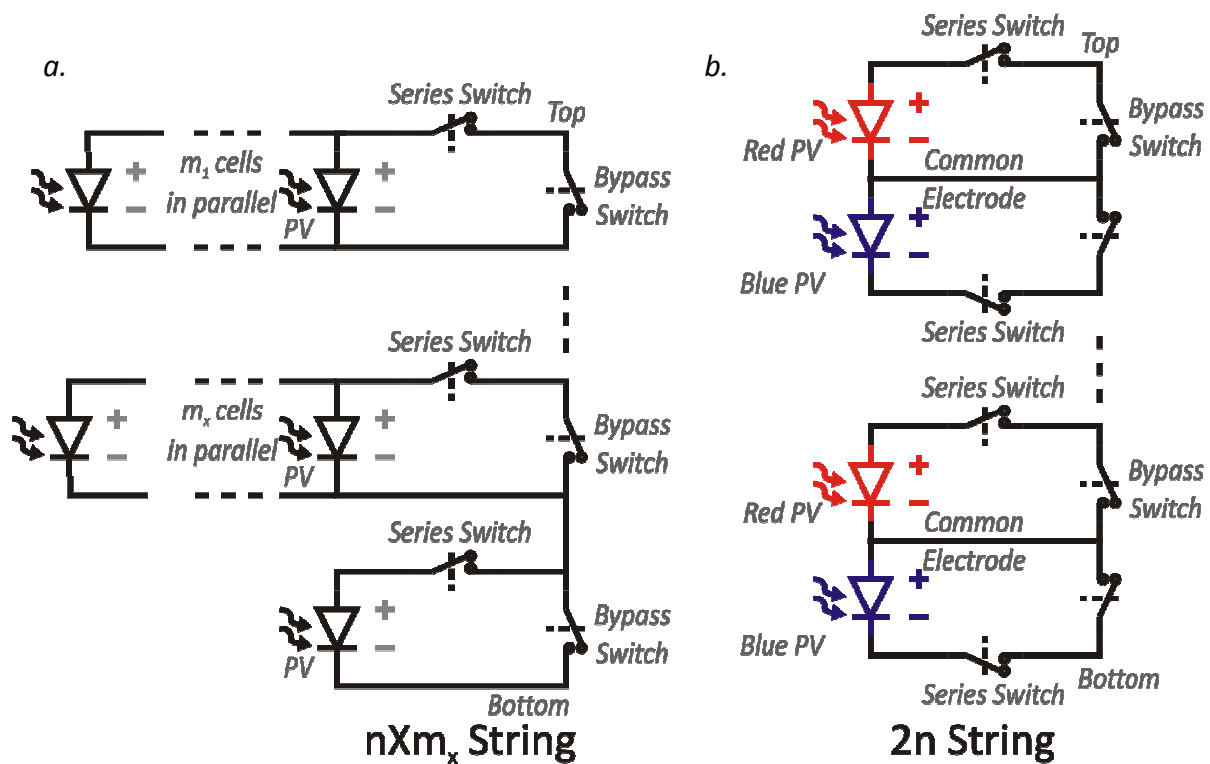 a.
Series Switch
Top
m1 cells
in parallel
+
−
+
−
PV
Bypass
Switch
Series Switch
mx cells
in parallel
+
−
+
−
PV
Bypass
Switch
Series Switch
+
−
PV
Bypass
Switch
Bottom
nXmx String
b.
Series Switch
Top
+
−
Red PV
Bypass
Switch
Common
Electrode
+
−
Blue PV
Series Switch
Series Switch
+
−
Red PV
Bypass
Switch
Common
Electrode
+
−
Blue PV
Series Switch
Bottom
2n String